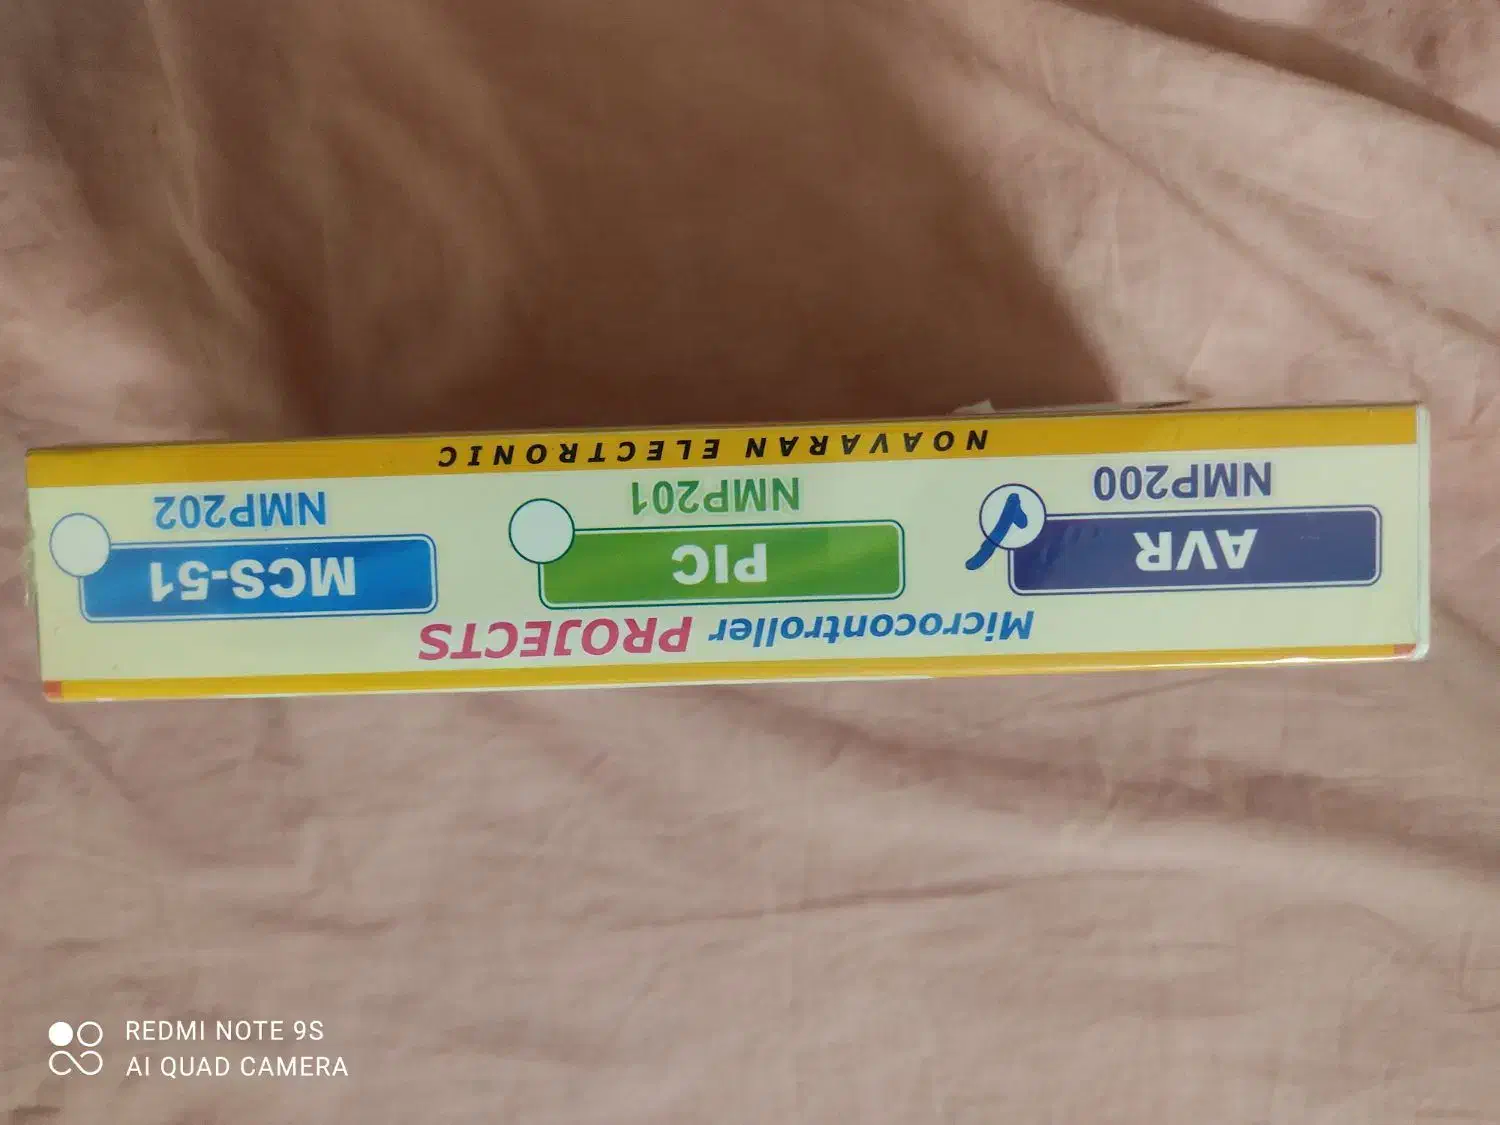 Microcontroller PROJECTS
AVR PIC MCS-51
NMP200 NMP201 NMP202
NOAVARAN ELECTRONIC
REDMI NOTE 9S
AI QUAD CAMERA